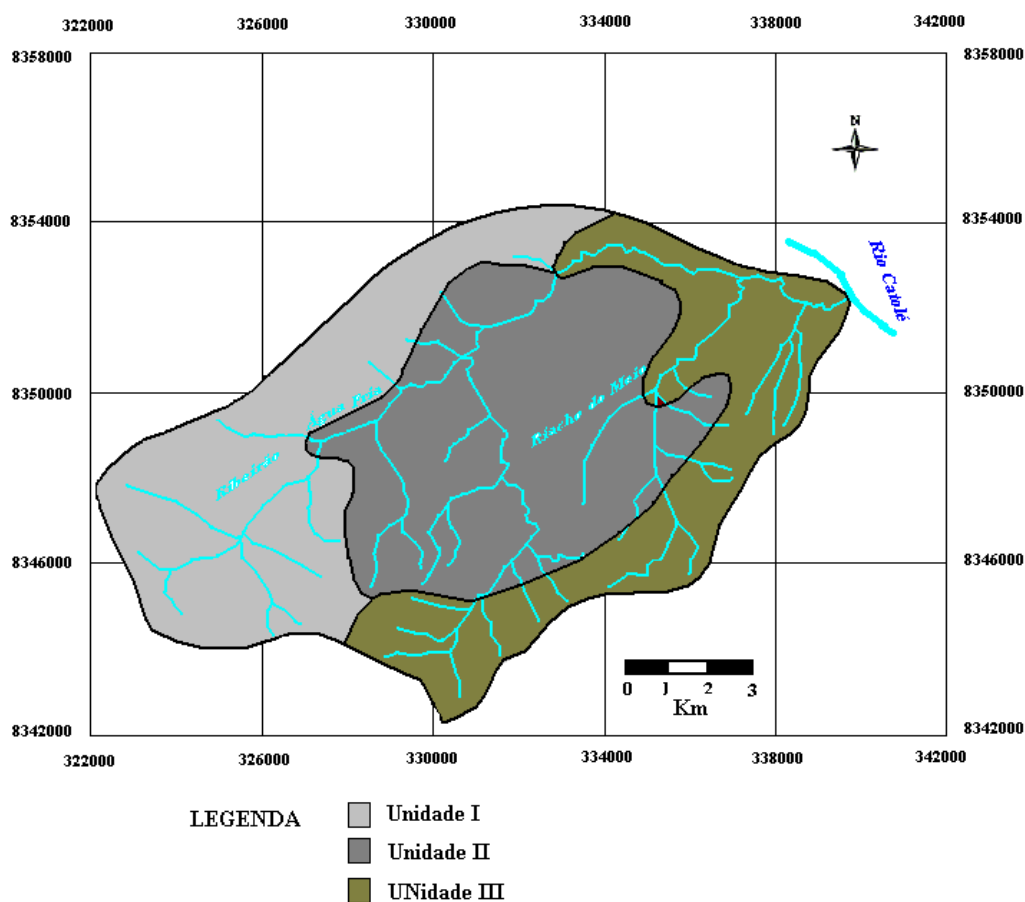 322000 326000 330000 334000 338000 342000
8358000 8358000
N
8354000 8354000
Rio Catolé
8350000 8350000
Riacho do Meio
Água Fria
Ribeirão
8346000 8346000
0 1 2 3
Km
8342000 8342000
322000 326000 330000 334000 338000 342000
LEGENDA
Unidade I
Unidade II
UNidade III